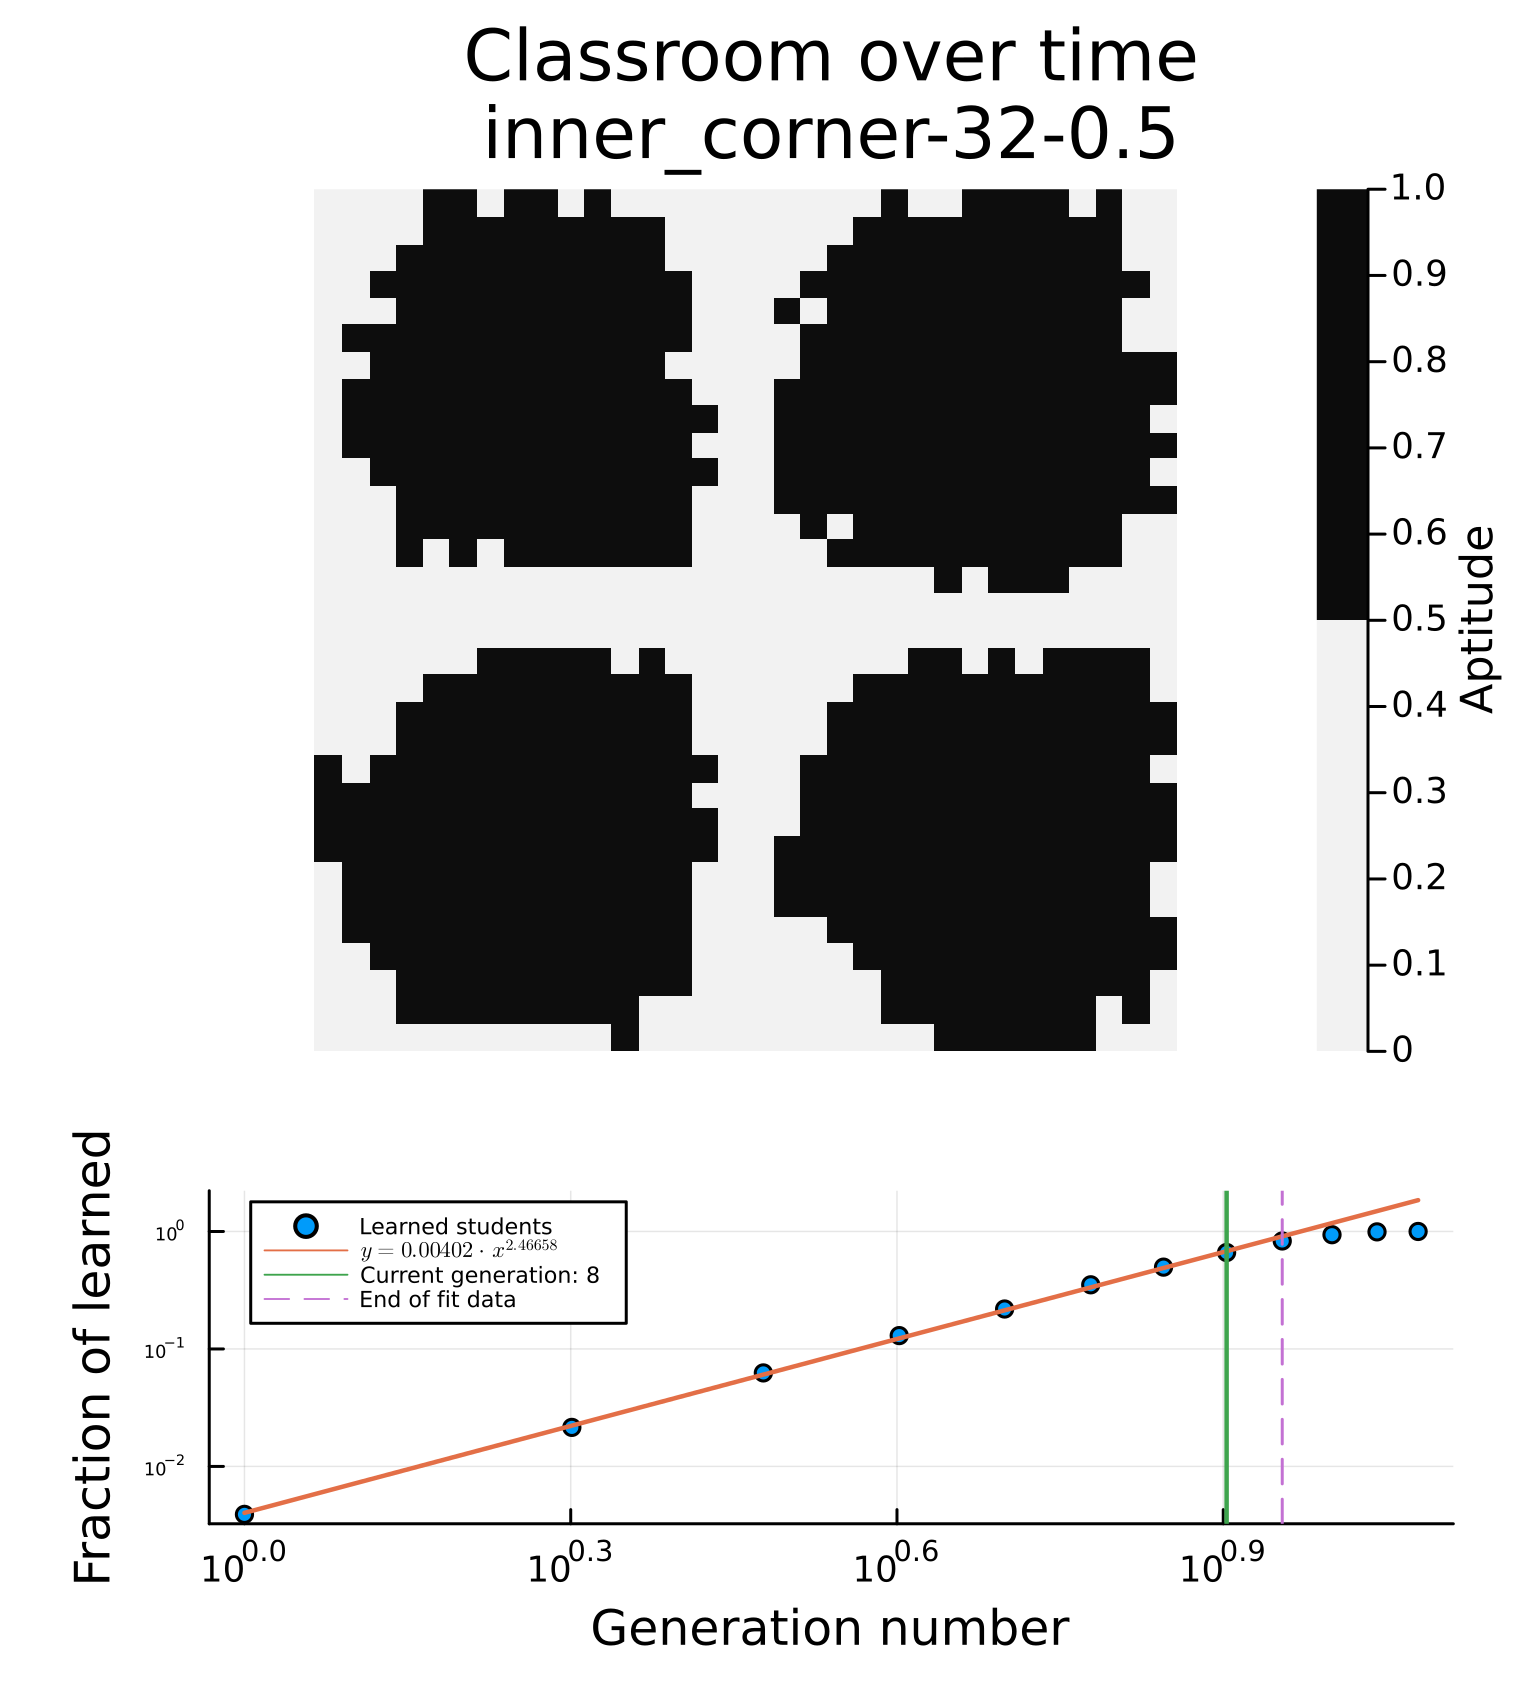 Classroom over time
inner_corner-32-0.5
1.0
0.9
0.8
0.7
0.6
0.5
0.4
0.3
0.2
0.1
0
Aptitude
Fraction of learned
10^0
10^−1
10^−2
Learned students
y = 0.00402 · x^2.46658
Current generation: 8
End of fit data
10^0.0 10^0.3 10^0.6 10^0.9
Generation number